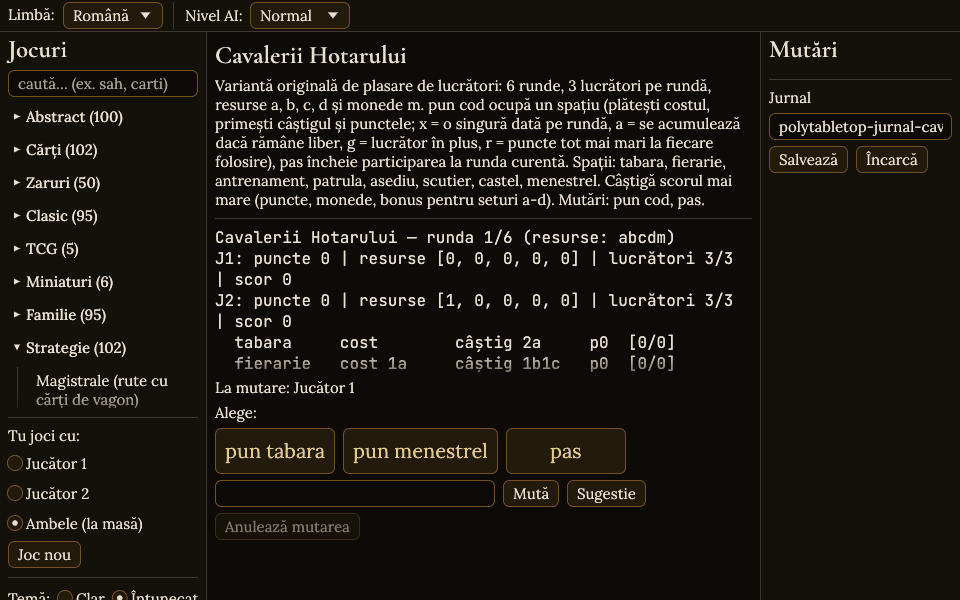 Limbă: Română ▼ Nivel AI: Normal ▼
Jocuri
caută... (ex. sah, carti)
▸ Abstract (100)
▸ Cărți (102)
▸ Zaruri (50)
▸ Clasic (95)
▸ TCG (5)
▸ Miniaturi (6)
▸ Familie (95)
▾ Strategie (102)
Magistrale (rute cu
cărți de vagon)
Tu joci cu:
Jucător 1
Jucător 2
Ambele (la masă)
Joc nou
Temă: Clar Întunecat
Cavalerii Hotarului
Variantă originală de plasare de lucrători: 6 runde, 3 lucrători pe rundă,
resurse a, b, c, d și monede m. pun cod ocupă un spațiu (plătești costul,
primești câștigul și punctele; x = o singură dată pe rundă, a = se acumulează
dacă rămâne liber, g = lucrător în plus, r = puncte tot mai mari la fiecare
folosire), pas încheie participarea la runda curentă. Spații: tabara, fierarie,
antrenament, patrula, asediu, scutier, castel, menestrel. Câștigă scorul mai
mare (puncte, monede, bonus pentru seturi a-d). Mutări: pun cod, pas.
Cavalerii Hotarului — runda 1/6 (resurse: abcdm)
J1: puncte 0 | resurse [0, 0, 0, 0, 0] | lucrători 3/3
| scor 0
J2: puncte 0 | resurse [1, 0, 0, 0, 0] | lucrători 3/3
| scor 0
tabara cost câștig 2a p0 [0/0]
fierarie cost 1a câștig 1b1c p0 [0/0]
La mutare: Jucător 1
Alege:
pun tabara pun menestrel pas
Mută Sugestie
Anulează mutarea
Mutări
Jurnal
polytabletop-jurnal-cav
Salvează Încarcă